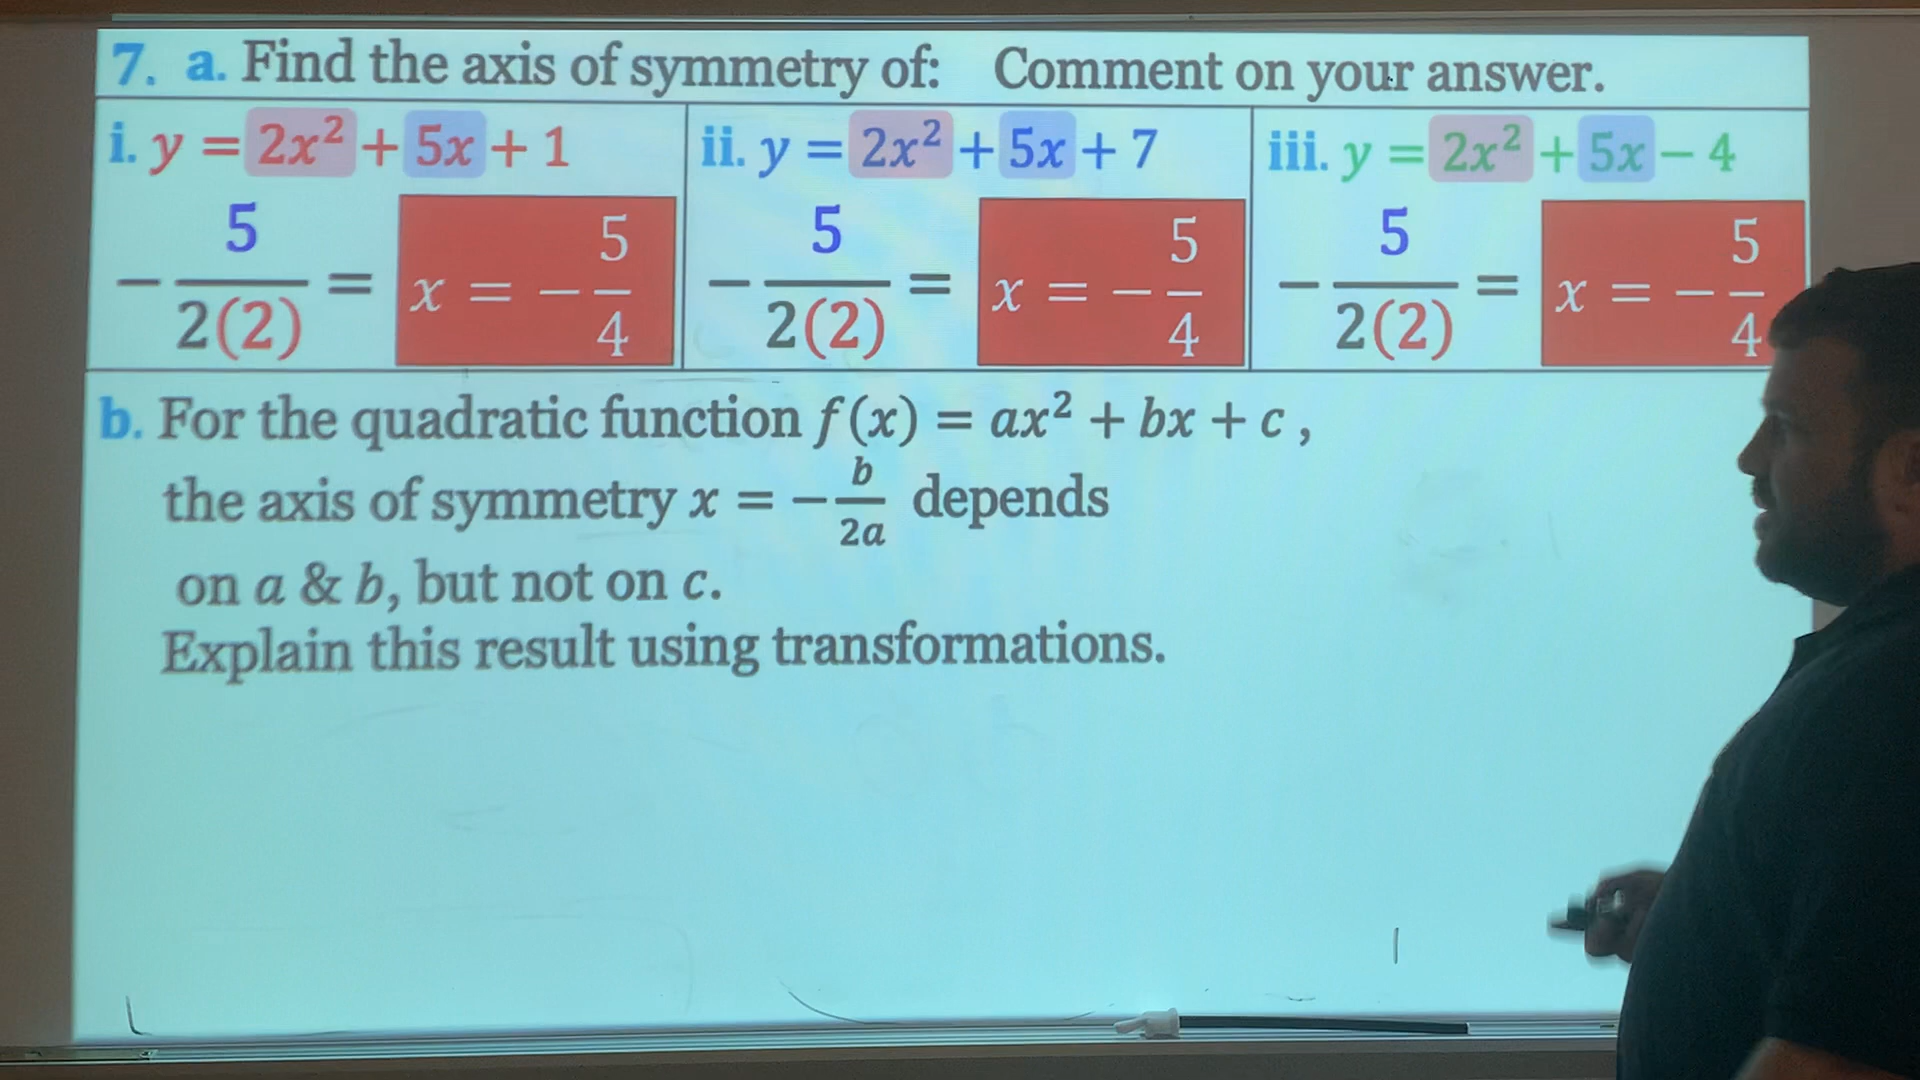 7. a. Find the axis of symmetry of: Comment on your answer.
i. y = 2x² + 5x + 1
ii. y = 2x² + 5x + 7
iii. y = 2x² + 5x − 4
− 5/2(2) = x = − 5/4
− 5/2(2) = x = − 5/4
− 5/2(2) = x = − 5/4
b. For the quadratic function f(x) = ax² + bx + c ,
the axis of symmetry x = − b/2a depends
on a & b, but not on c.
Explain this result using transformations.